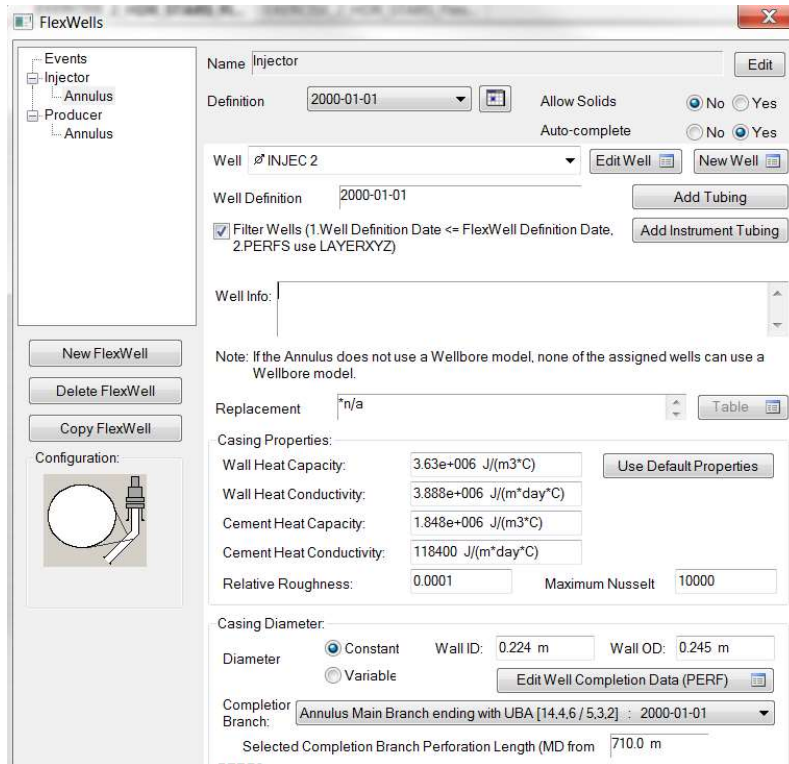 FlexWells
X
Events
Injector
Annulus
Producer
Annulus
Name Injector Edit
Definition 2000-01-01 Allow Solids No Yes
Auto-complete No Yes
Well INJEC 2 Edit Well New Well
Well Definition 2000-01-01 Add Tubing
Filter Wells (1.Well Definition Date <= FlexWell Definition Date, Add Instrument Tubing
2.PERFS use LAYERXYZ)
Well Info:
New FlexWell
Delete FlexWell
Copy FlexWell
Configuration:
Note: If the Annulus does not use a Wellbore model, none of the assigned wells can use a
Wellbore model.
Replacement *n/a Table
Casing Properties:
Wall Heat Capacity: 3.63e+006 J/(m3*C) Use Default Properties
Wall Heat Conductivity: 3.888e+006 J/(m*day*C)
Cement Heat Capacity: 1.848e+006 J/(m3*C)
Cement Heat Conductivity: 118400 J/(m*day*C)
Relative Roughness: 0.0001 Maximum Nusselt 10000
Casing Diameter:
Diameter Constant Wall ID: 0.224 m Wall OD: 0.245 m
Variable Edit Well Completion Data (PERF)
Completior
Branch: Annulus Main Branch ending with UBA [14,4,6 / 5,3,2] : 2000-01-01
Selected Completion Branch Perforation Length (MD from 710.0 m